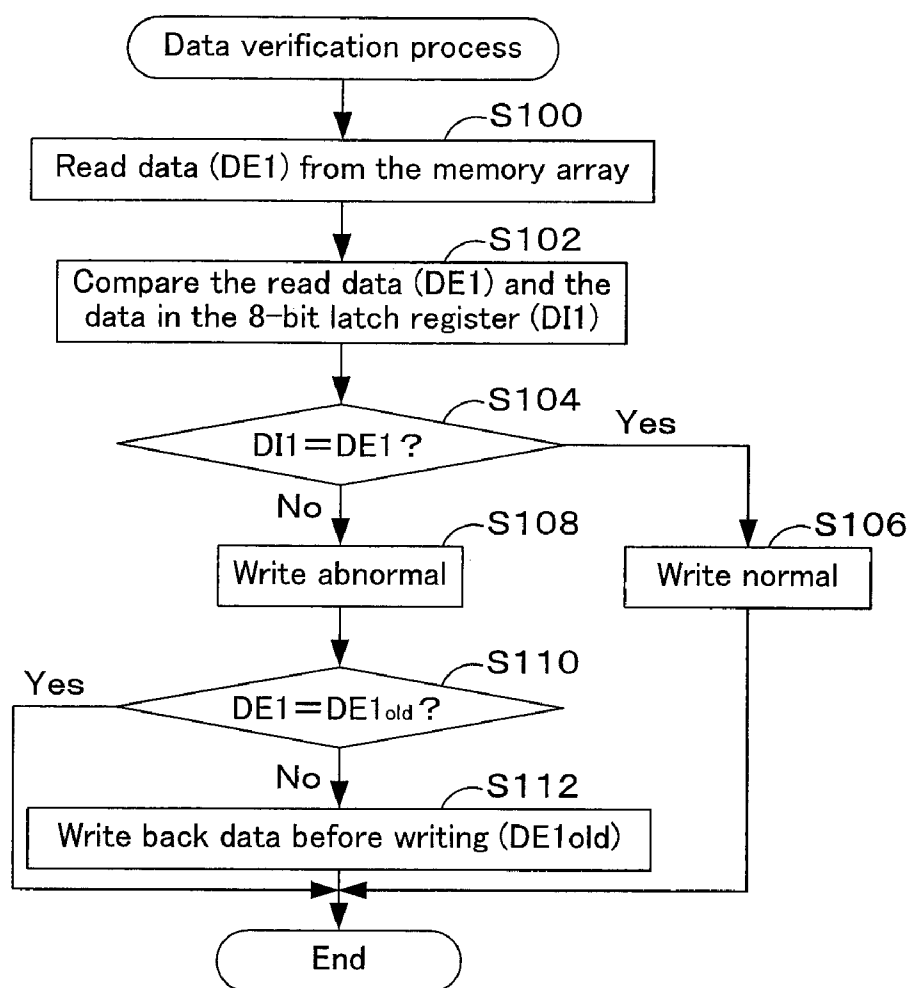 Data verification process
S100
Read data (DE1) from the memory array
S102
Compare the read data (DE1) and the
data in the 8-bit latch register (DI1)
S104
DI1=DE1?
Yes
No
S108
S106
Write abnormal
Write normal
S110
Yes
DE1=DE1old?
No
S112
Write back data before writing (DE1old)
End